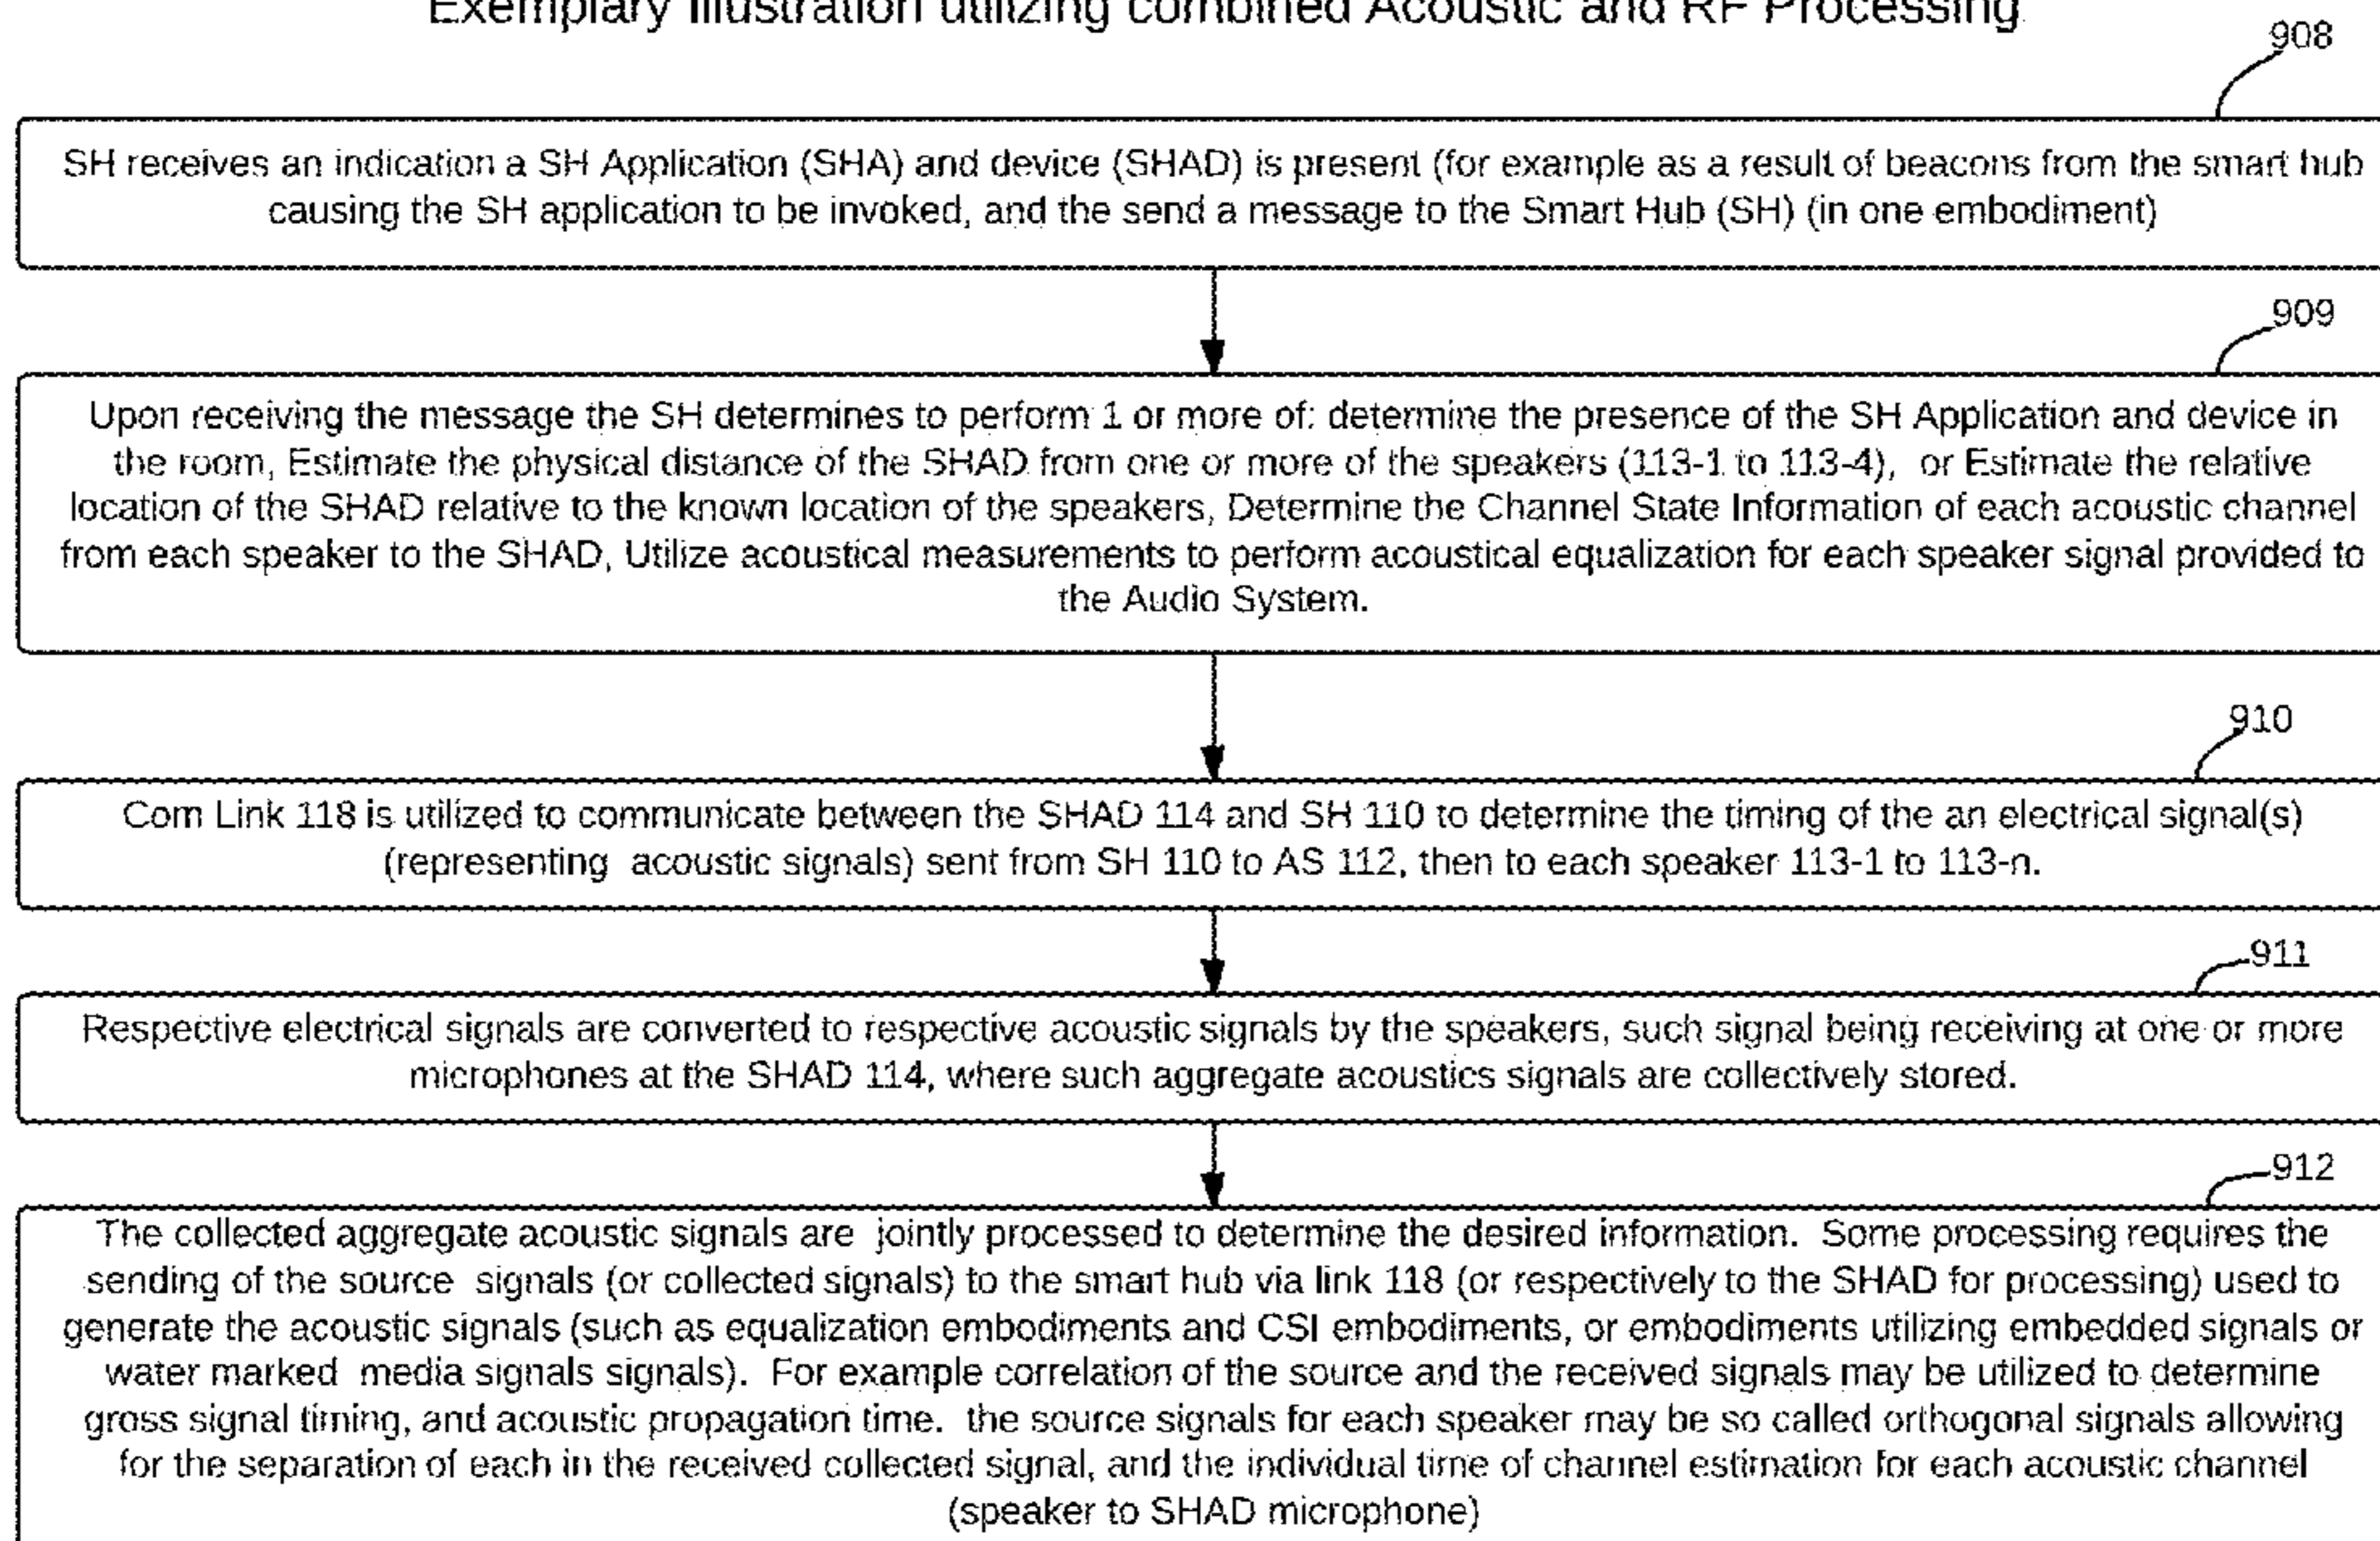 Exemplary Illustration utilizing combined Acoustic and RF Processing
908
SH receives an indication a SH Application (SHA) and device (SHAD) is present (for example as a result of beacons from the smart hub
causing the SH application to be invoked, and the send a message to the Smart Hub (SH) (in one embodiment)
909
Upon receiving the message the SH determines to perform 1 or more of: determine the presence of the SH Application and device in
the room, Estimate the physical distance of the SHAD from one or more of the speakers (113-1 to 113-4), or Estimate the relative
location of the SHAD relative to the known location of the speakers, Determine the Channel State Information of each acoustic channel
from each speaker to the SHAD, Utilize acoustical measurements to perform acoustical equalization for each speaker signal provided to
the Audio System.
910
Com Link 118 is utilized to communicate between the SHAD 114 and SH 110 to determine the timing of the an electrical signal(s)
(representing acoustic signals) sent from SH 110 to AS 112, then to each speaker 113-1 to 113-n.
911
Respective electrical signals are converted to respective acoustic signals by the speakers, such signal being receiving at one or more
microphones at the SHAD 114, where such aggregate acoustics signals are collectively stored.
912
The collected aggregate acoustic signals are jointly processed to determine the desired information. Some processing requires the
sending of the source signals (or collected signals) to the smart hub via link 118 (or respectively to the SHAD for processing) used to
generate the acoustic signals (such as equalization embodiments and CSI embodiments, or embodiments utilizing embedded signals or
water marked media signals signals). For example correlation of the source and the received signals may be utilized to determine
gross signal timing, and acoustic propagation time. the source signals for each speaker may be so called orthogonal signals allowing
for the separation of each in the received collected signal, and the individual time of channel estimation for each acoustic channel
(speaker to SHAD microphone)